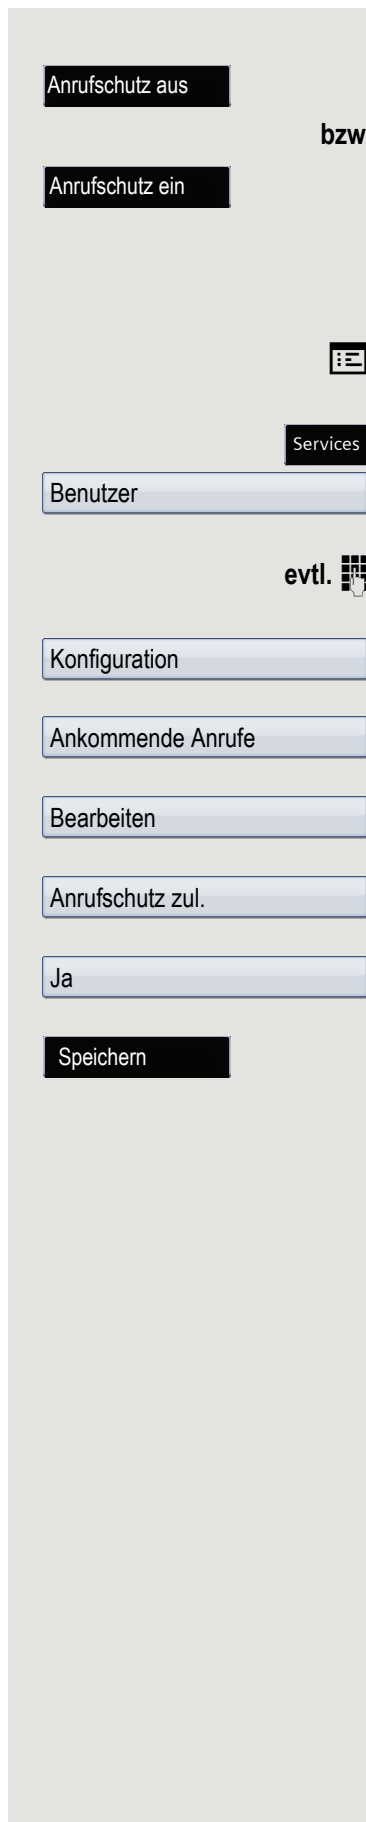 Anrufschutz aus
bzw
Anrufschutz ein
Services
Benutzer
evtl.
Konfiguration
Ankommende Anrufe
Bearbeiten
Anrufschutz zul.
Ja
Speichern